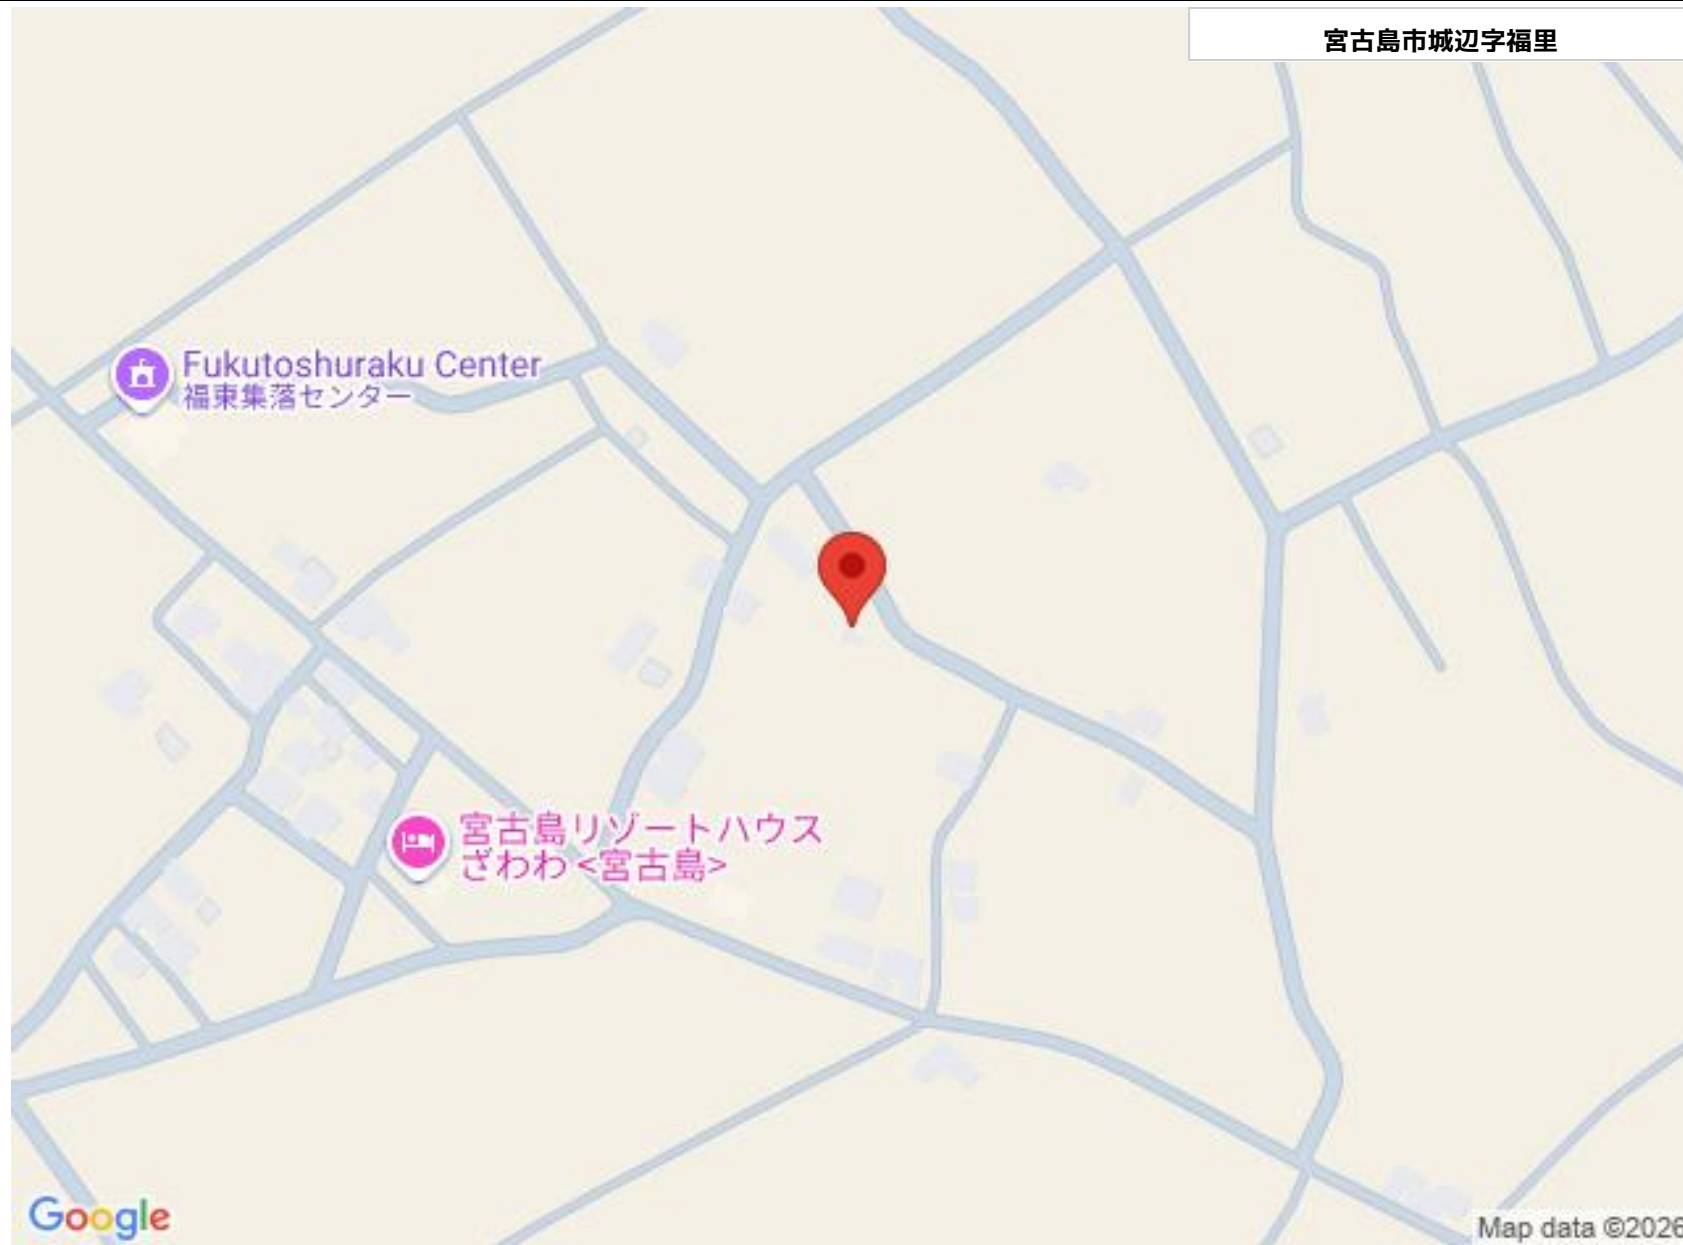 宮古島市城辺字福里
Fukutoshuraku Center
福東集落センター
宮古島リゾートハウス
ざわわ <宮古島>
Google
Map data ©2026